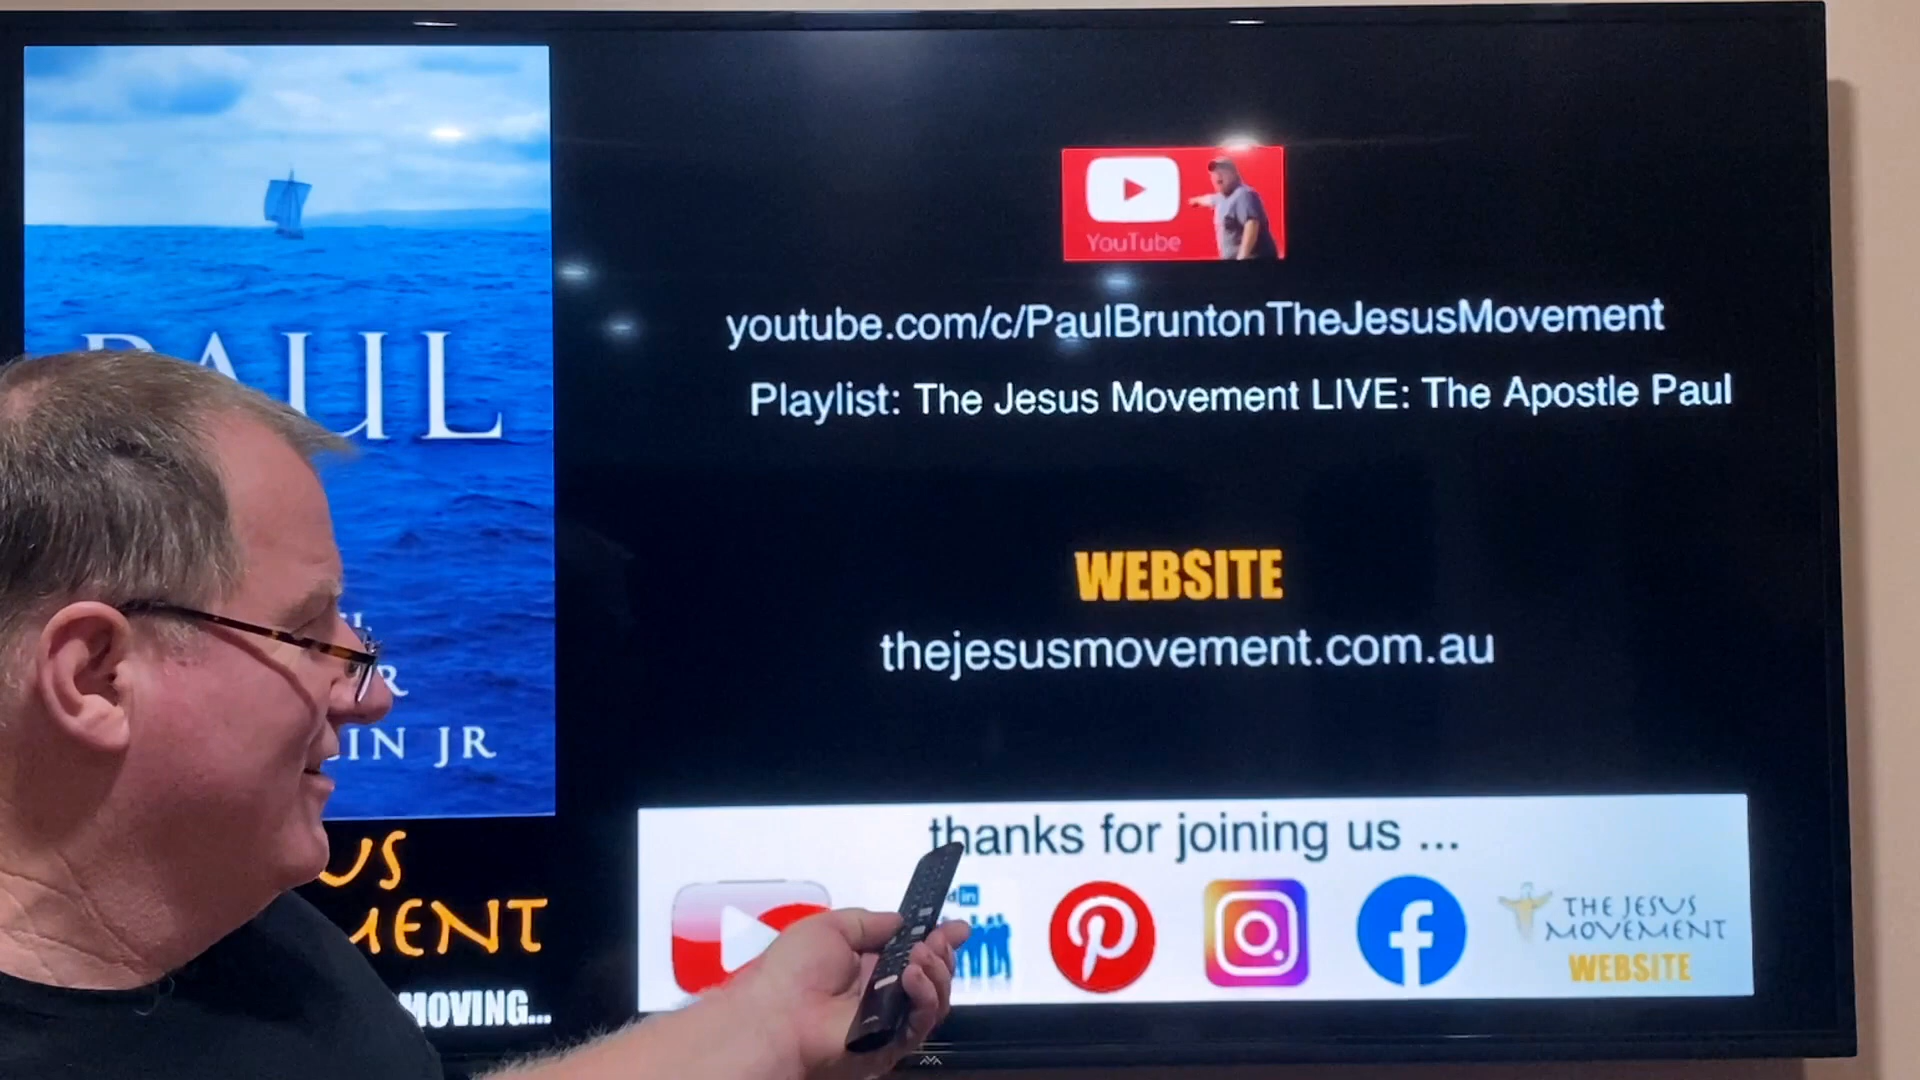 YouTube
youtube.com/c/PaulBruntonTheJesusMovement
Playlist: The Jesus Movement LIVE: The Apostle Paul
WEBSITE
thejesusmovement.com.au
PAUL
JR
MOVING...
thanks for joining us ...
in
THE JESUS
MOVEMENT
WEBSITE